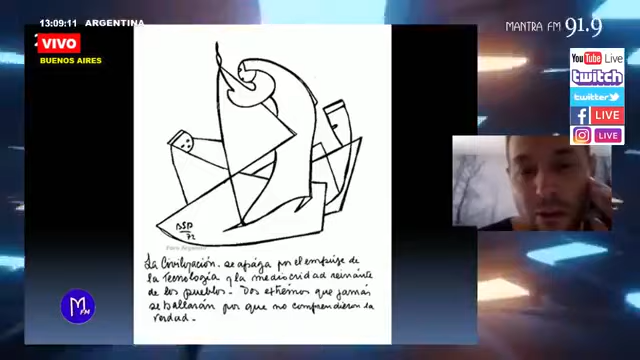 13:09:11 ARGENTINA
VIVO
BUENOS AIRES
MANTRA FM 91.9
YouTube Live
twitch
twitter
LIVE
LIVE
BSP
72
La Civilización. se apaga por el empuje de
la Tecnología y la mediocridad reinante
de los pueblos - Dos extremos que jamás
se hallarán por que no comprendieron la
verdad.-
M FM